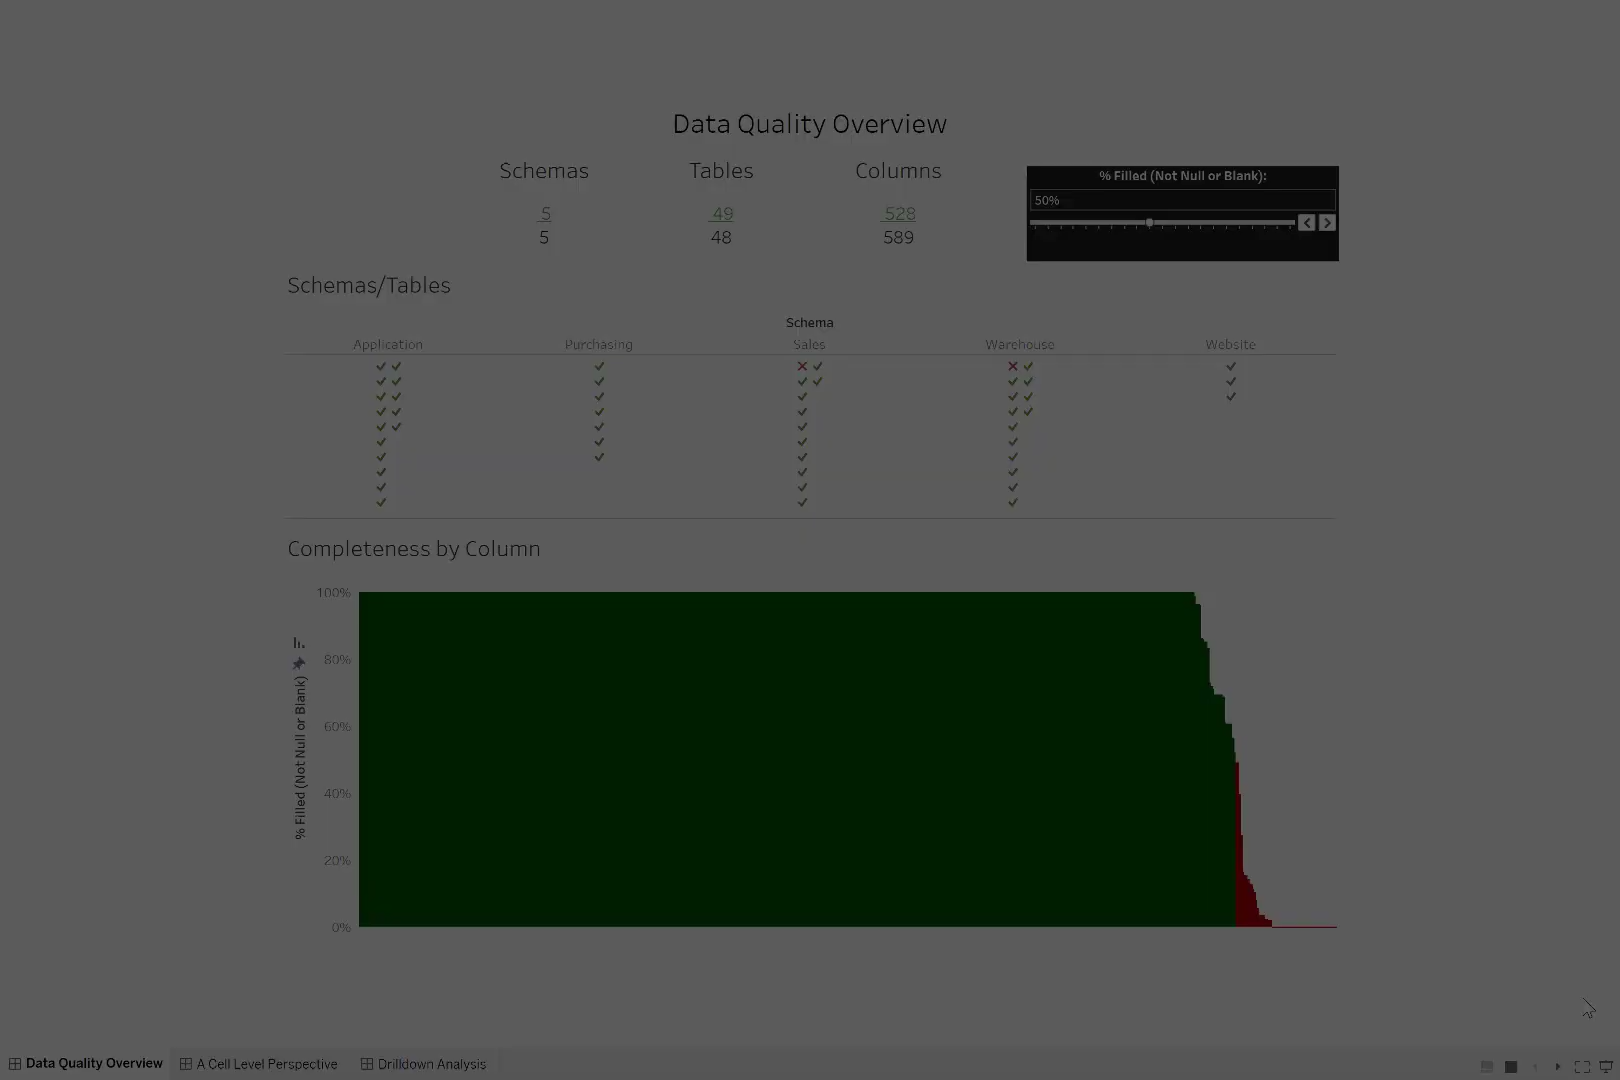 Data Quality Overview
Schemas Tables Columns
5 49 528
5 48 589
% Filled (Not Null or Blank):
50%
Schemas/Tables
Schema
Application Purchasing Sales Warehouse Website
Completeness by Column
% Filled (Not Null or Blank)
100%
80%
60%
40%
20%
0%
Data Quality Overview A Cell Level Perspective Drilldown Analysis